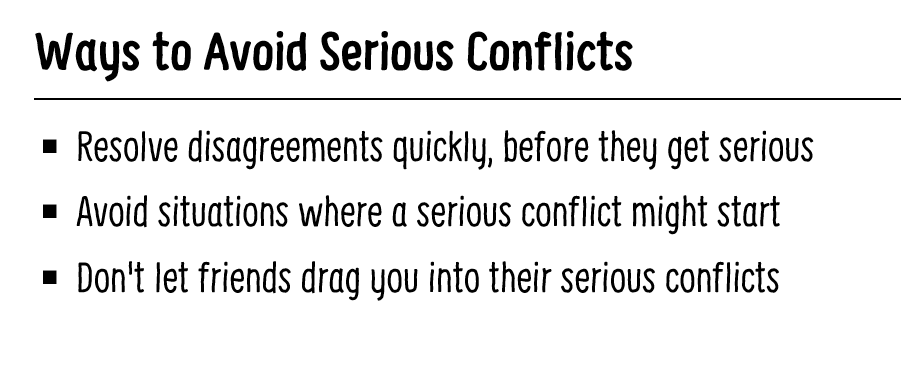 Ways to Avoid Serious Conflicts
▪ Resolve disagreements quickly, before they get serious
▪ Avoid situations where a serious conflict might start
▪ Don't let friends drag you into their serious conflicts